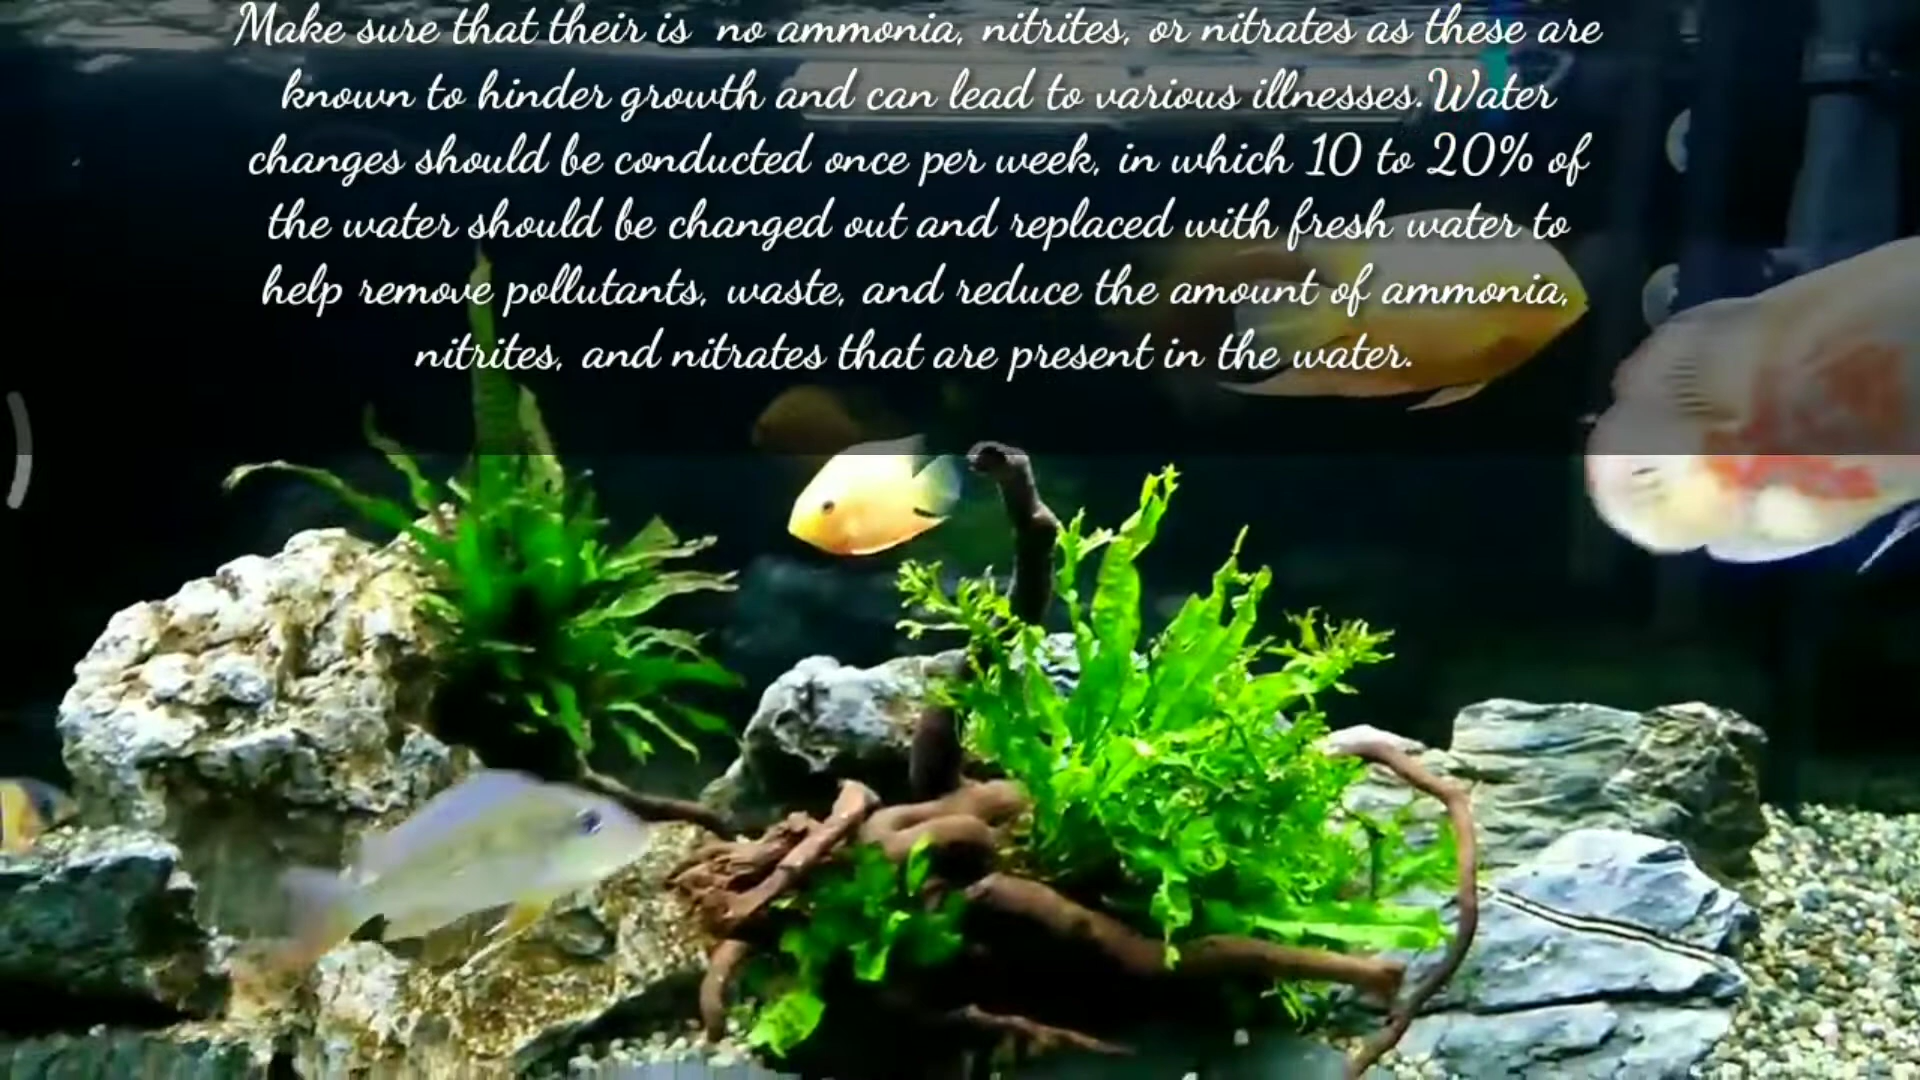 Make sure that their is no ammonia, nitrites, or nitrates as these are
known to hinder growth and can lead to various illnesses.Water
changes should be conducted once per week, in which 10 to 20% of
the water should be changed out and replaced with fresh water to
help remove pollutants, waste, and reduce the amount of ammonia,
nitrites, and nitrates that are present in the water.